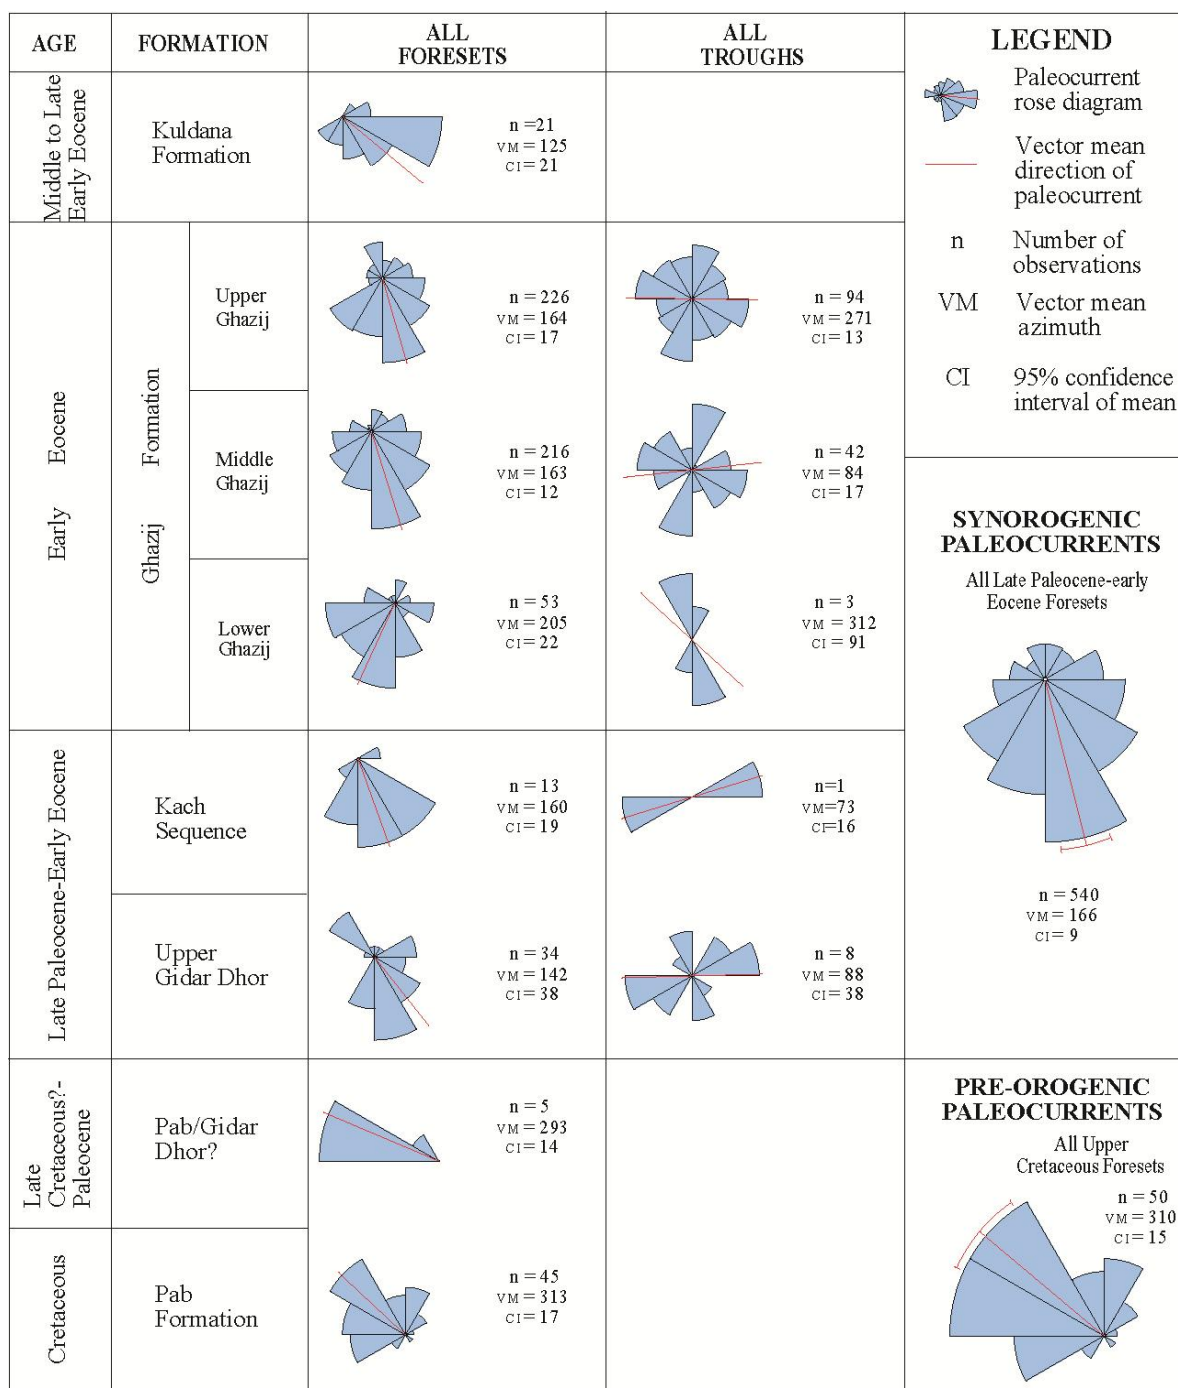 AGE
FORMATION
ALL
FORESETS
ALL
TROUGHS
Middle to Late
Early Eocene
Kuldana
Formation
n =21
VM = 125
CI = 21
Early Eocene
Ghazij Formation
Upper
Ghazij
n = 226
VM = 164
CI = 17
n = 94
VM = 271
CI = 13
Middle
Ghazij
n = 216
VM = 163
CI = 12
n = 42
VM = 84
CI = 17
Lower
Ghazij
n = 53
VM = 205
CI = 22
n = 3
VM = 312
CI = 91
Late Paleocene-Early Eocene
Kach
Sequence
n = 13
VM = 160
CI = 19
n=1
VM=73
CI=16
Upper
Gidar Dhor
n = 34
VM = 142
CI = 38
n = 8
VM = 88
CI = 38
Late
Cretaceous?-
Paleocene
Pab/Gidar
Dhor?
n = 5
VM = 293
CI = 14
Cretaceous
Pab
Formation
n = 45
VM = 313
CI = 17
LEGEND
Paleocurrent
rose diagram
Vector mean
direction of
paleocurrent
n Number of
observations
VM Vector mean
azimuth
CI 95% confidence
interval of mean
SYNOROGENIC
PALEOCURRENTS
All Late Paleocene-early
Eocene Foresets
n = 540
VM = 166
CI = 9
PRE-OROGENIC
PALEOCURRENTS
All Upper
Cretaceous Foresets
n = 50
VM = 310
CI = 15